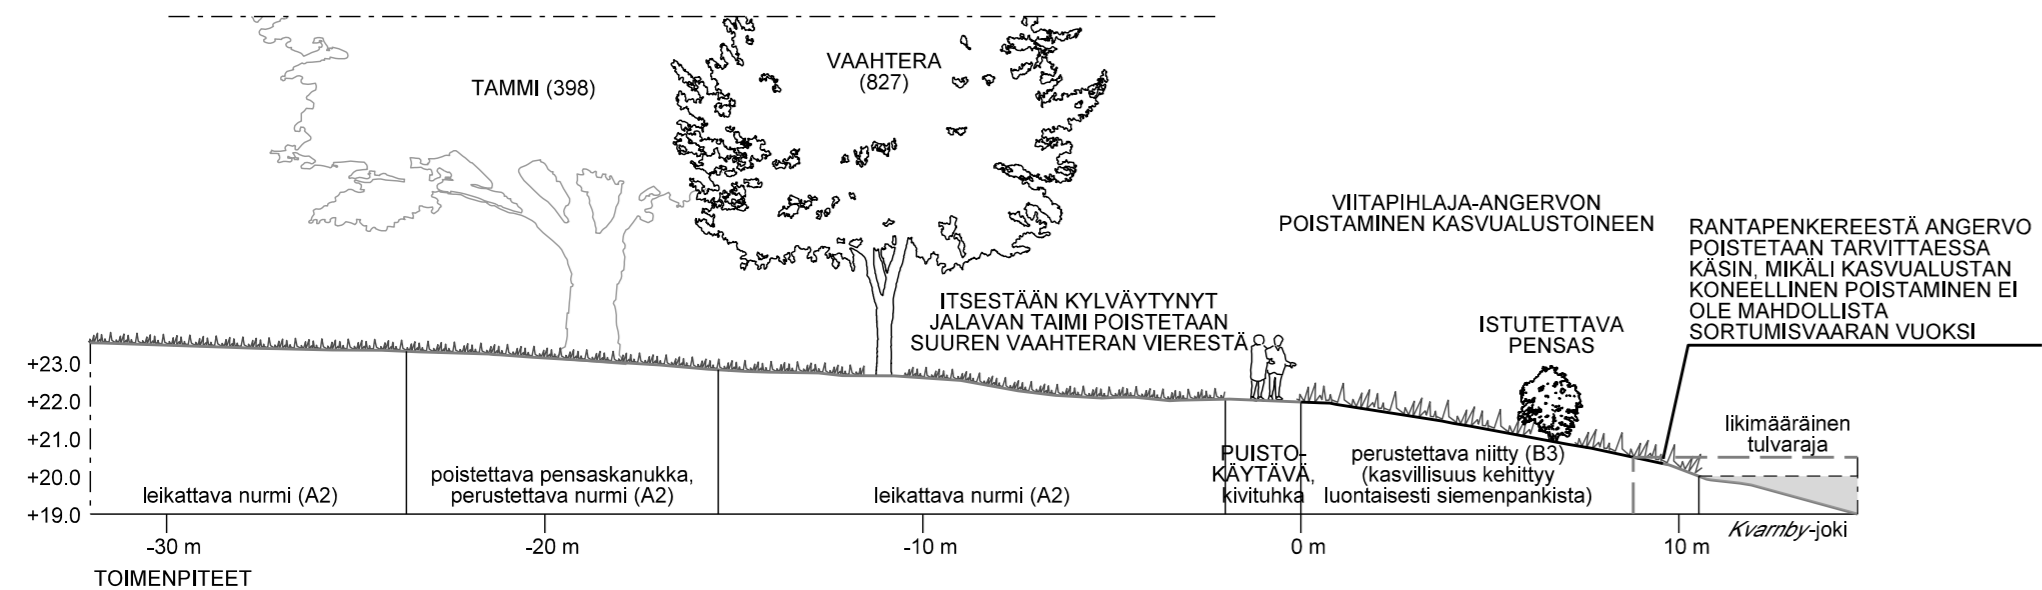 TAMMI (398)
VAAHTERA
(827)
VIITAPIHLAJA-ANGERVON
POISTAMINEN KASVUALUSTOINEEN
RANTAPENKEREESTÄ ANGERVO
POISTETAAN TARVITTAESSA
KÄSIN, MIKÄLI KASVUALUSTAN
KONEELLINEN POISTAMINEN EI
OLE MAHDOLLISTA
SORTUMISVAARAN VUOKSI
ITSESTÄÄN KYLVÄYTYNYT
JALAVAN TAIMI POISTETAAN
SUUREN VAAHTERAN VIERESTÄ
ISTUTETTAVA
PENSAS
+23.0
+22.0
+21.0
+20.0
+19.0
leikattava nurmi (A2)
poistettava pensaskanukka,
perustettava nurmi (A2)
leikattava nurmi (A2)
PUISTO-
KÄYTÄVÄ,
kivituhka
perustettava niitty (B3)
(kasvillisuus kehittyy
luontaisesti siemenpankista)
likimääräinen
tulvaraja
Kvarnby-joki
-30 m
-20 m
-10 m
0 m
10 m
TOIMENPITEET